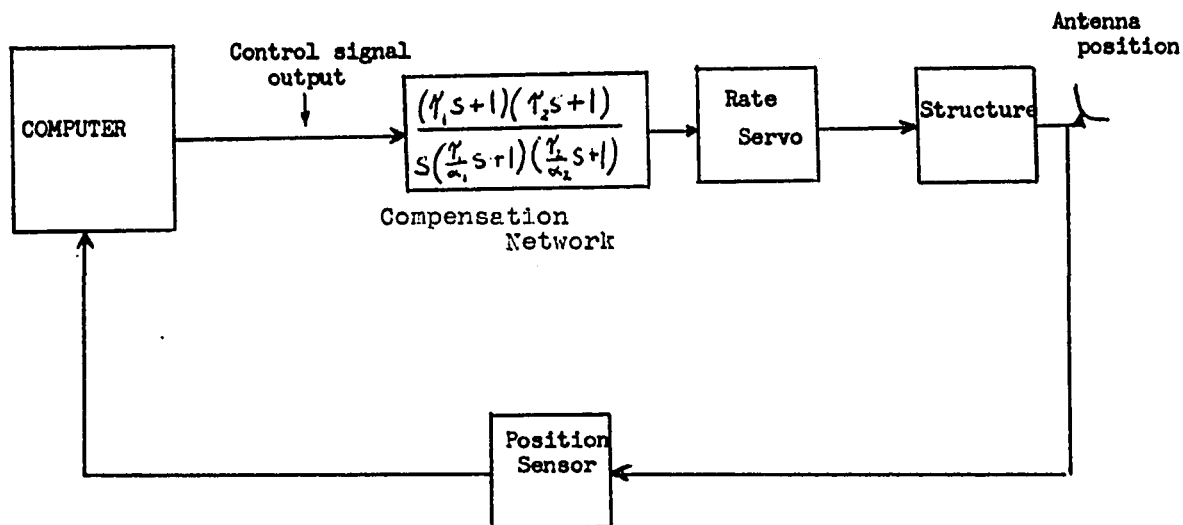 Antenna
position
Control signal
output
COMPUTER
(τ₁s+1)(τ₂s+1)
s(τ₁/α₁ s+1)(τ₂/α₂ s+1)
Rate
Servo
Structure
Compensation
Network
Position
Sensor